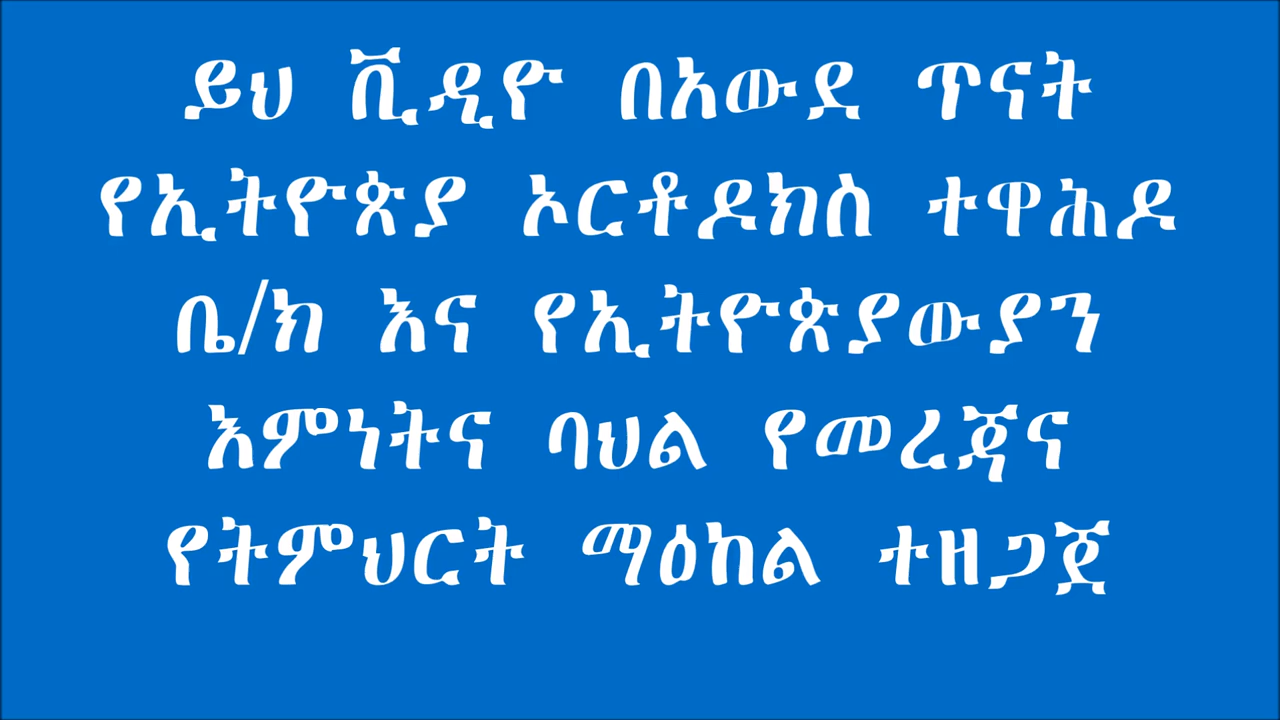 ይህ ቪዲዮ በአውደ ጥናት
የኢትዮጵያ ኦርቶዶክስ ተዋሕዶ
ቤ/ክ እና የኢትዮጵያውያን
እምነትና ባህል የመረጃና
የትምህርት ማዕከል ተዘጋጀ